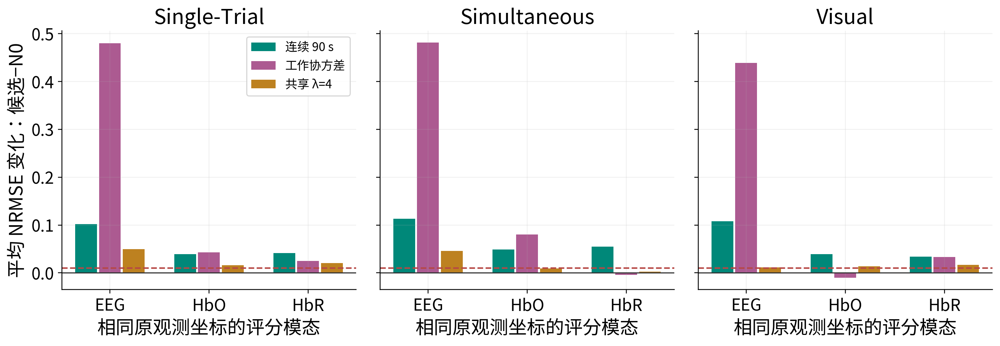 Single-Trial
Simultaneous
Visual
平均 NRMSE 变化：候选−N0
0.5
0.4
0.3
0.2
0.1
0.0
连续 90 s
工作协方差
共享 λ=4
EEG
HbO
HbR
EEG
HbO
HbR
EEG
HbO
HbR
相同原观测坐标的评分模态
相同原观测坐标的评分模态
相同原观测坐标的评分模态